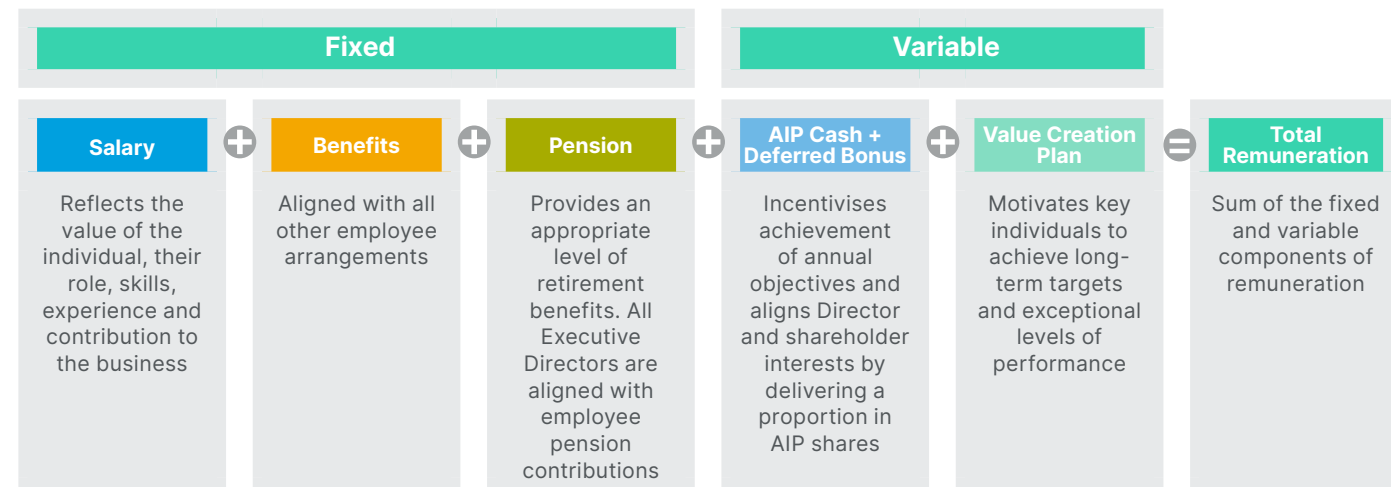 Fixed
Variable
Salary
Reflects the
value of the
individual, their
role, skills,
experience and
contribution to
the business
Benefits
Aligned with all
other employee
arrangements
Pension
Provides an
appropriate
level of
retirement
benefits. All
Executive
Directors are
aligned with
employee
pension
contributions
AIP Cash +
Deferred Bonus
Incentivises
achievement
of annual
objectives and
aligns Director
and shareholder
interests by
delivering a
proportion in
AIP shares
Value Creation
Plan
Motivates key
individuals to
achieve long-
term targets
and exceptional
levels of
performance
Total
Remuneration
Sum of the fixed
and variable
components of
remuneration